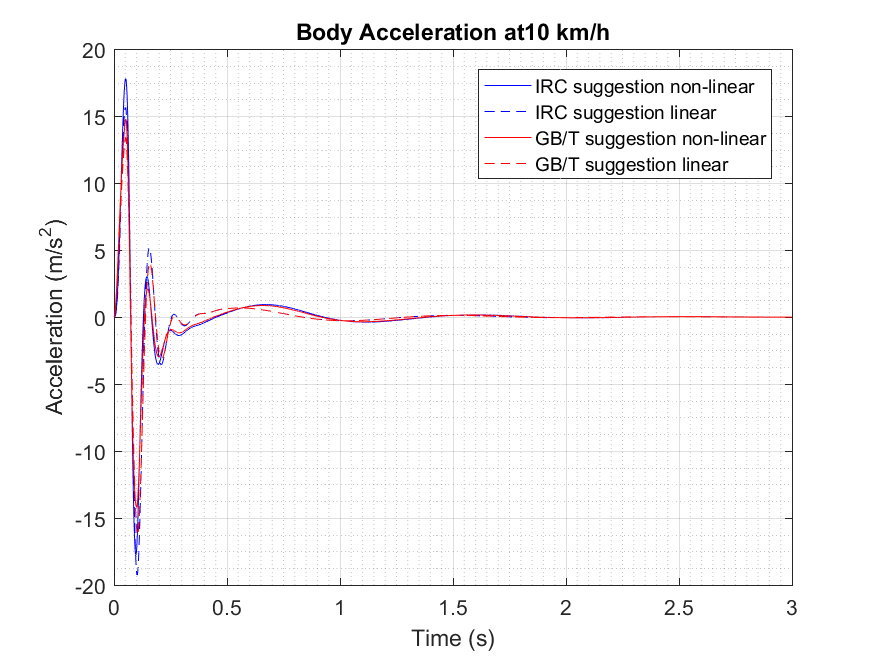 Body Acceleration at10 km/h
20
15
10
5
0
-5
-10
-15
-20
Acceleration (m/s²)
IRC suggestion non-linear
IRC suggestion linear
GB/T suggestion non-linear
GB/T suggestion linear
0
0.5
1
1.5
2
2.5
3
Time (s)